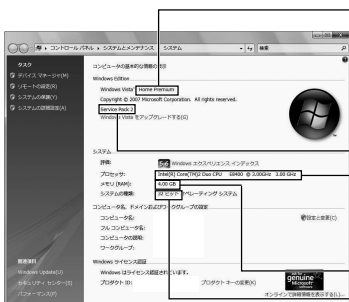 コントロール パネル ▸ システムとメンテナンス ▸ システム
検索
タスク
デバイス マネージャ(M)
リモートの設定(R)
システムの保護(Y)
システムの詳細設定(A)
コンピュータの基本的な情報の表示
Windows Edition
Windows Vista™ Home Premium
Copyright © 2007 Microsoft Corporation. All rights reserved.
Service Pack 2
Windows Vista をアップグレードする(G)
システム
評価:
5.6 Windows エクスペリエンス インデックス
プロセッサ: Intel(R) Core(TM)2 Duo CPU E8400 @ 3.00GHz 3.00 GHz
メモリ (RAM): 4.00 GB
システムの種類: 32 ビット オペレーティング システム
コンピュータ名、ドメインおよびワークグループの設定
コンピュータ名:
設定と変更(C)
フル コンピュータ名:
コンピュータの説明:
ワークグループ:
Windows ライセンス認証
Windows はライセンス認証されています。
プロダクト ID:
プロダクト キーの変更(K)
genuine
Microsoft
オンラインで詳細情報を表示する(L)...
関連項目
Windows Update(U)
セキュリティ センター(S)
パフォーマンス(P)